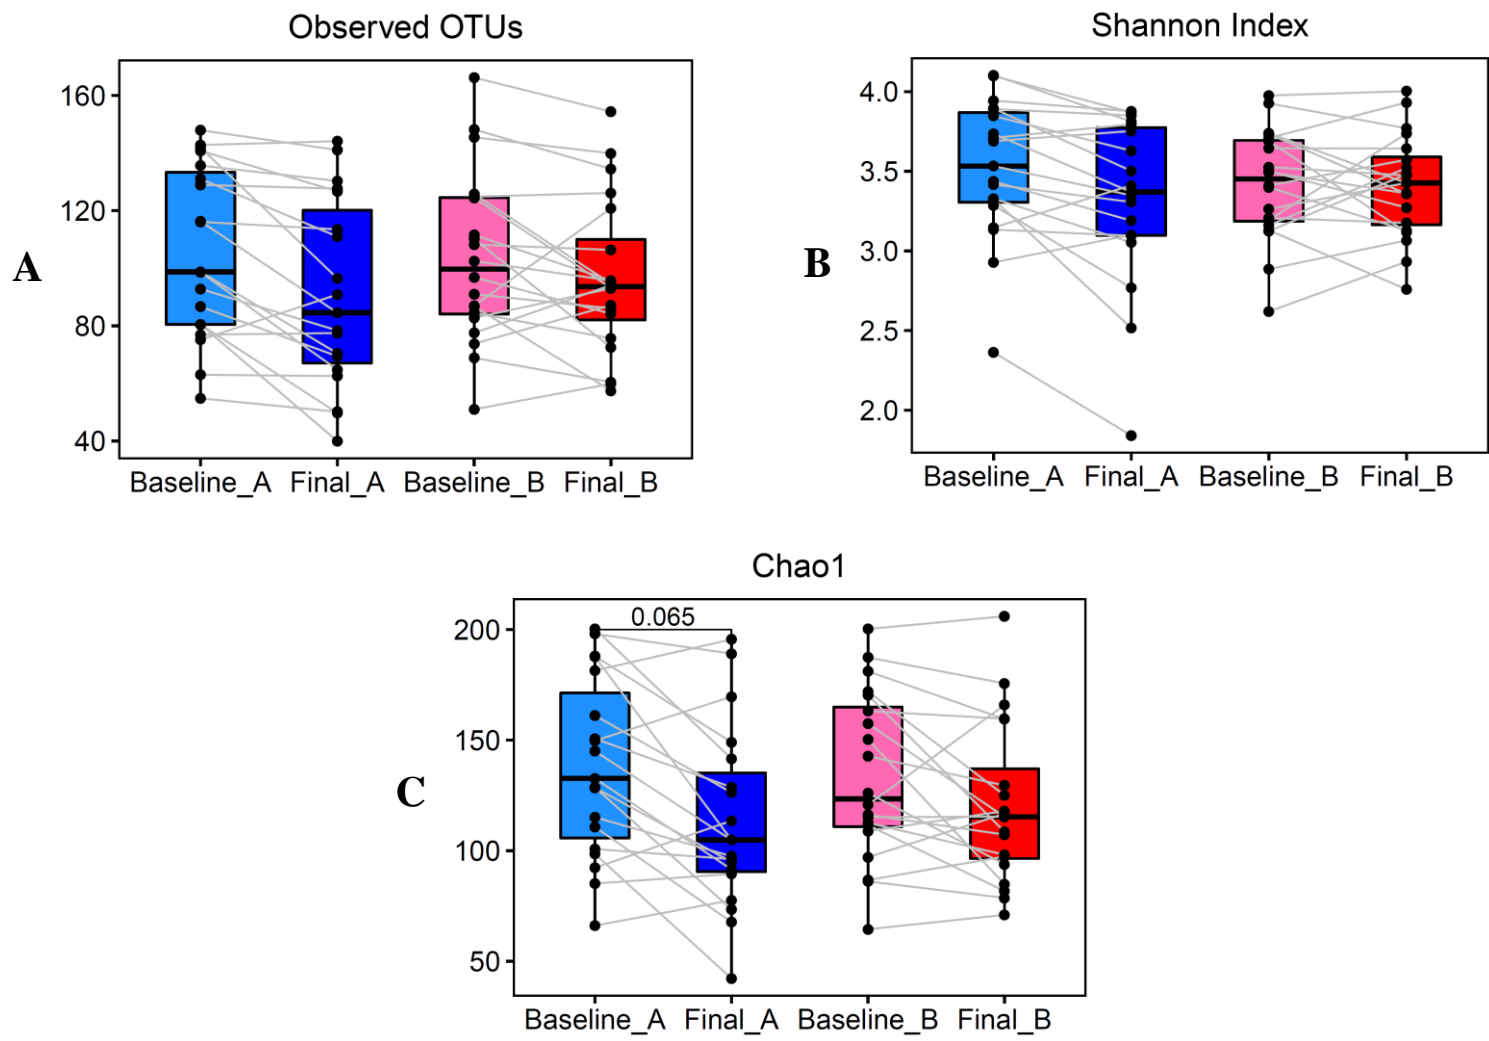 Observed OTUs
160
120
80
40
A
Baseline_A Final_A Baseline_B Final_B
Shannon Index
4.0
3.5
3.0
2.5
2.0
B
Baseline_A Final_A Baseline_B Final_B
Chao1
0.065
200
150
100
50
C
Baseline_A Final_A Baseline_B Final_B